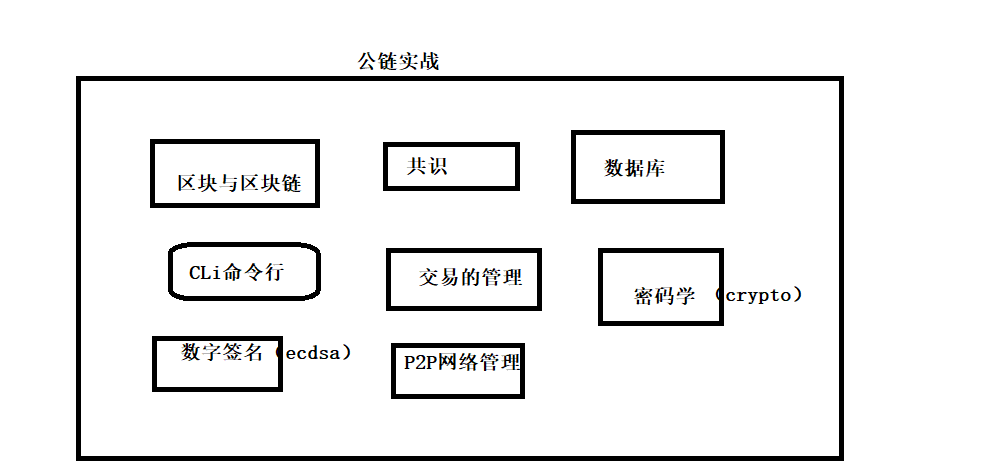 公链实战
区块与区块链
共识
数据库
CLi命令行
交易的管理
密码学（crypto）
数字签名（ecdsa）
P2P网络管理